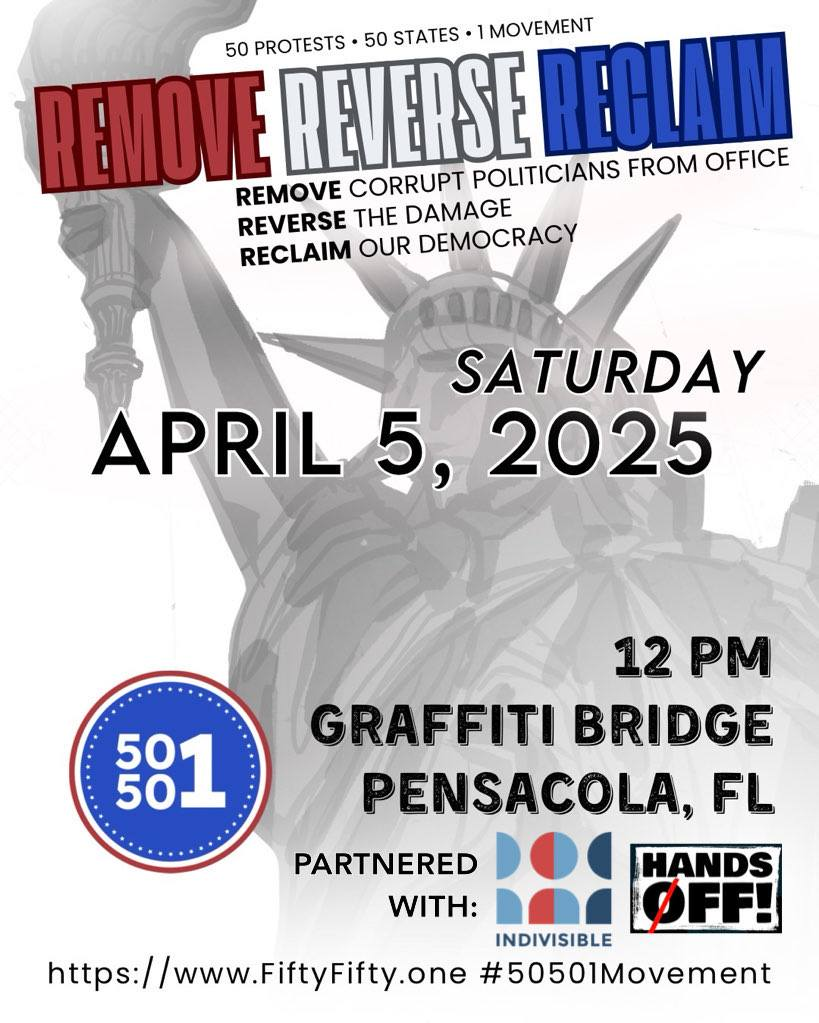 50 PROTESTS • 50 STATES • 1 MOVEMENT
REMOVE REVERSE RECLAIM
REMOVE CORRUPT POLITICIANS FROM OFFICE
REVERSE THE DAMAGE
RECLAIM OUR DEMOCRACY
SATURDAY
APRIL 5, 2025
12 PM
GRAFFITI BRIDGE
PENSACOLA, FL
50
50
1
PARTNERED
WITH:
INDIVISIBLE
HANDS
OFF!
https://www.FiftyFifty.one #50501Movement